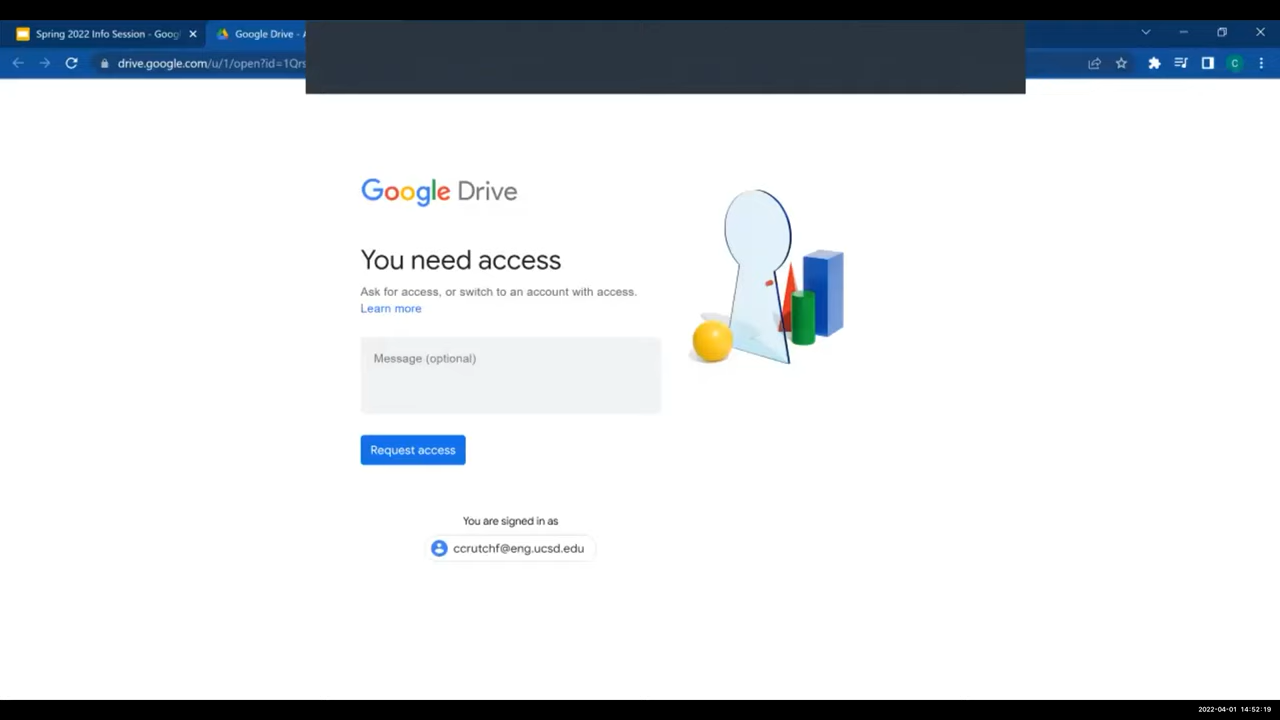 Spring 2022 Info Session - Goog
Google Drive -
drive.google.com/u/1/open?id=1Qrs
C
Google Drive
You need access
Ask for access, or switch to an account with access.
Learn more
Message (optional)
Request access
You are signed in as
ccrutchf@eng.ucsd.edu
2022-04-01 14:52:19